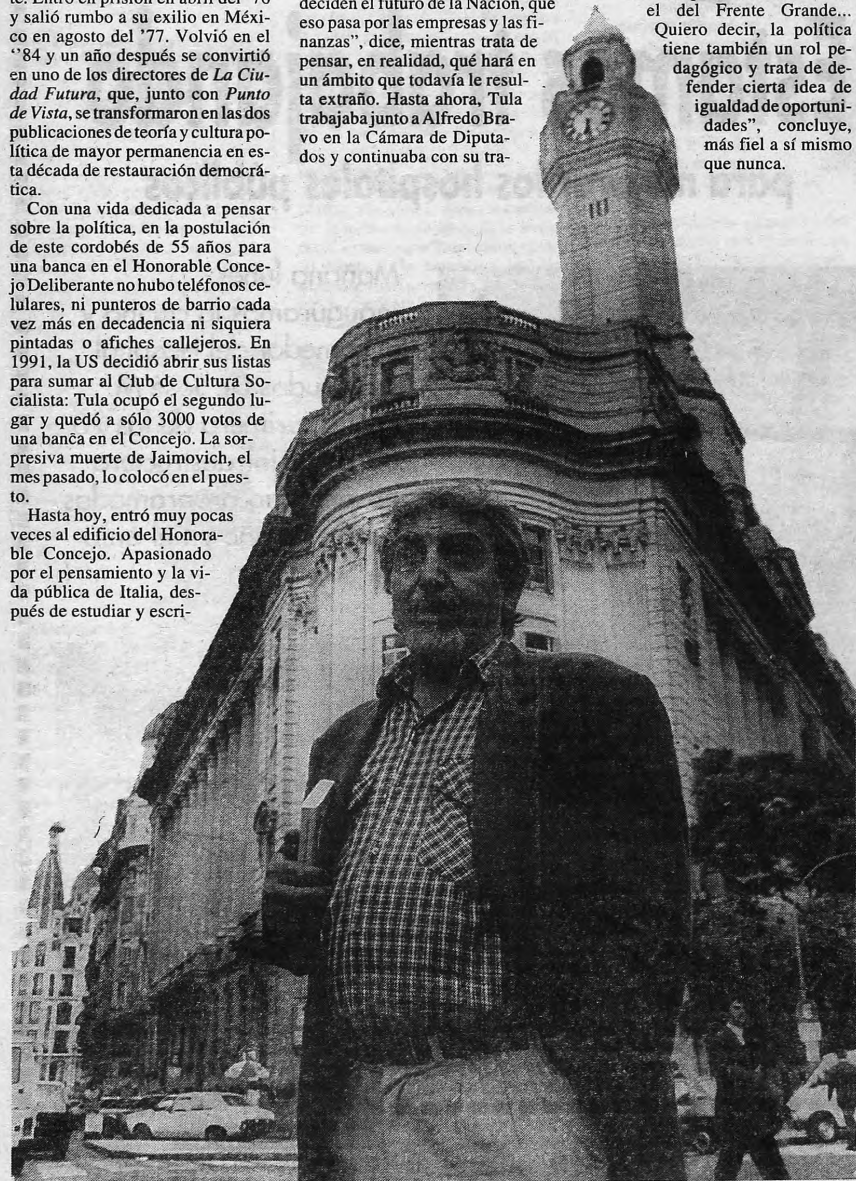 te. Entró en prisión en abril del '76
y salió rumbo a su exilio en Méxi-
co en agosto del '77. Volvió en el
'‘84 y un año después se convirtió
en uno de los directores de La Ciu-
dad Futura, que, junto con Punto
de Vista, se transformaron en las dos
publicaciones de teoría y cultura po-
lítica de mayor permanencia en es-
ta década de restauración democrá-
tica.
Con una vida dedicada a pensar
sobre la política, en la postulación
de este cordobés de 55 años para
una banca en el Honorable Conce-
jo Deliberante no hubo teléfonos ce-
lulares, ni punteros de barrio cada
vez más en decadencia ni siquiera
pintadas o afiches callejeros. En
1991, la US decidió abrir sus listas
para sumar al Club de Cultura So-
cialista: Tula ocupó el segundo lu-
gar y quedó a sólo 3000 votos de
una banca en el Concejo. La sor-
presiva muerte de Jaimovich, el
mes pasado, lo colocó en el pues-
to.
Hasta hoy, entró muy pocas
veces al edificio del Honora-
ble Concejo. Apasionado
por el pensamiento y la vi-
da pública de Italia, des-
pués de estudiar y escri-
deciden el futuro de la Nación, que
eso pasa por las empresas y las fi-
nanzas", dice, mientras trata de
pensar, en realidad, qué hará en
un ámbito que todavía le resul-
ta extraño. Hasta ahora, Tula
trabajaba junto a Alfredo Bra-
vo en la Cámara de Diputa-
dos y continuaba con su tra-
el del Frente Grande...
Quiero decir, la política
tiene también un rol pe-
dagógico y trata de de-
fender cierta idea de
igualdad de oportuni-
dades", concluye,
más fiel a sí mismo
que nunca.